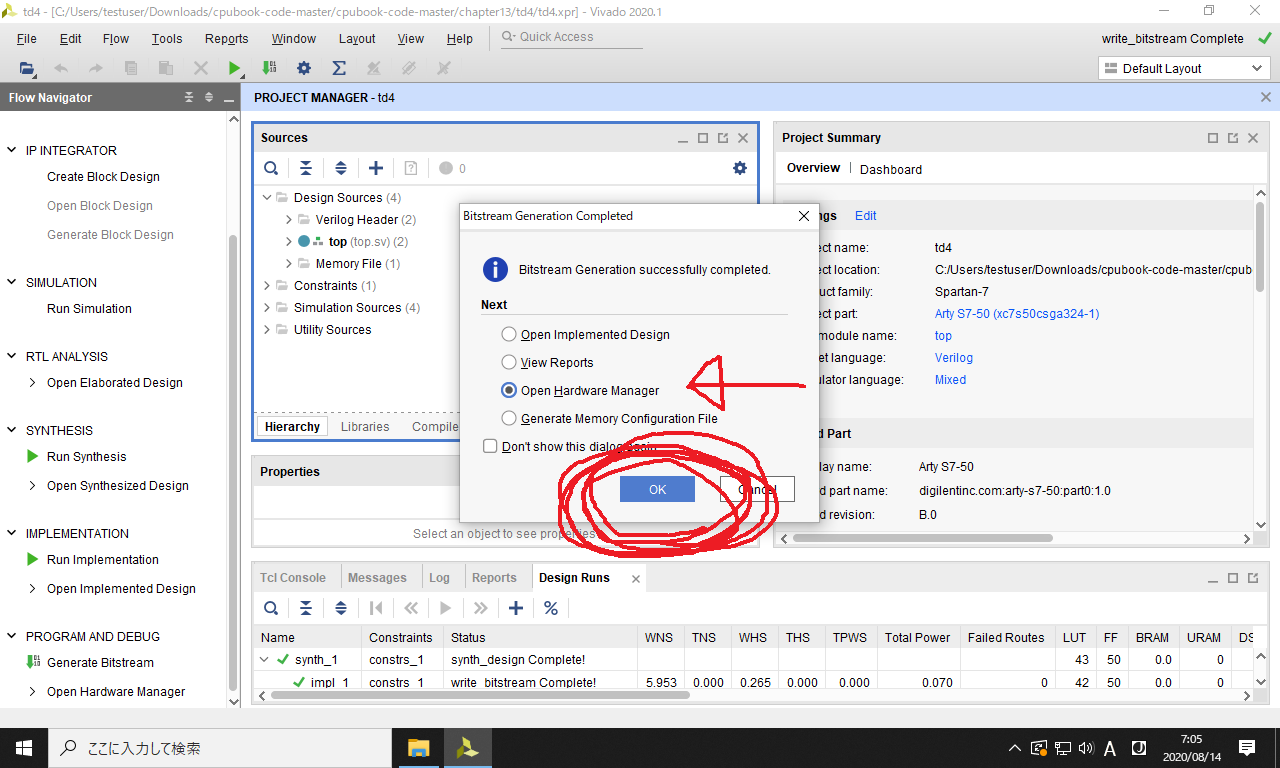 td4 - [C:/Users/testuser/Downloads/cpubook-code-master/cpubook-code-master/chapter13/td4/td4.xpr] - Vivado 2020.1
File Edit Flow Tools Reports Window Layout View Help Quick Access write_bitstream Complete
Default Layout
Flow Navigator
PROJECT MANAGER - td4
IP INTEGRATOR
Create Block Design
Open Block Design
Generate Block Design
SIMULATION
Run Simulation
RTL ANALYSIS
Open Elaborated Design
SYNTHESIS
Run Synthesis
Open Synthesized Design
IMPLEMENTATION
Run Implementation
Open Implemented Design
PROGRAM AND DEBUG
Generate Bitstream
Open Hardware Manager
Sources
0
Design Sources (4)
Verilog Header (2)
top (top.sv) (2)
Memory File (1)
Constraints (1)
Simulation Sources (4)
Utility Sources
Hierarchy Libraries Compile
Properties
Select an object to see properties
Bitstream Generation Completed
Bitstream Generation successfully completed.
Next
Open Implemented Design
View Reports
Open Hardware Manager
Generate Memory Configuration File
Don't show this dialog again
OK Cancel
Project Summary
Overview Dashboard
ngs Edit
ect name: td4
ect location: C:/Users/testuser/Downloads/cpubook-code-master/cpub
uct family: Spartan-7
ect part: Arty S7-50 (xc7s50csga324-1)
module name: top
et language: Verilog
ulator language: Mixed
d Part
lay name: Arty S7-50
d part name: digilentinc.com:arty-s7-50:part0:1.0
d revision: B.0
Tcl Console Messages Log Reports Design Runs
Name Constraints Status WNS TNS WHS THS TPWS Total Power Failed Routes LUT FF BRAM URAM DS
synth_1 constrs_1 synth_design Complete! 43 50 0.0 0
impl_1 constrs_1 write_bitstream Complete! 5.953 0.000 0.265 0.000 0.000 0.070 0 42 50 0.0 0
ここに入力して検索
A J
7:05
2020/08/14